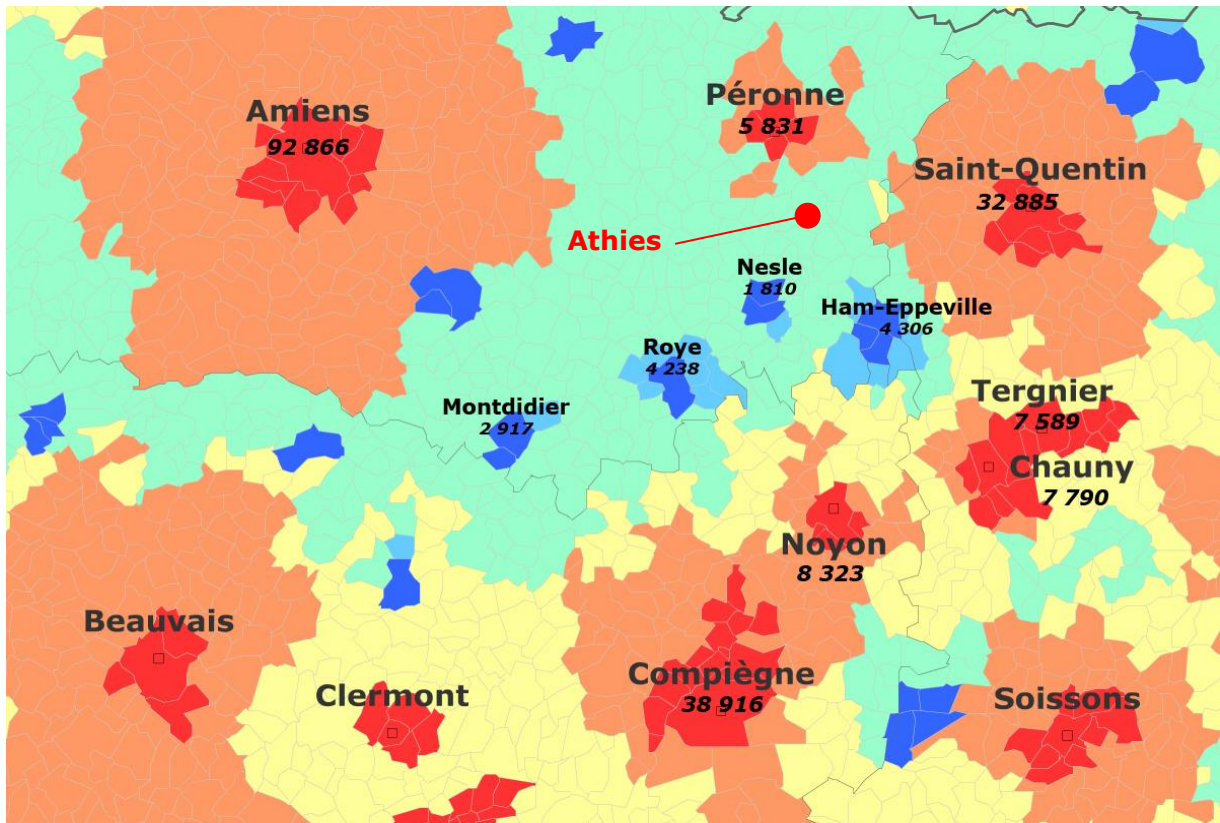 Amiens
92 866
Péronne
5 831
Saint-Quentin
32 885
Athies
Nesle
1 810
Ham-Eppeville
4 306
Roye
4 238
Montdidier
2 917
Tergnier
7 589
Chauny
7 790
Noyon
8 323
Beauvais
Clermont
Compiègne
38 916
Soissons